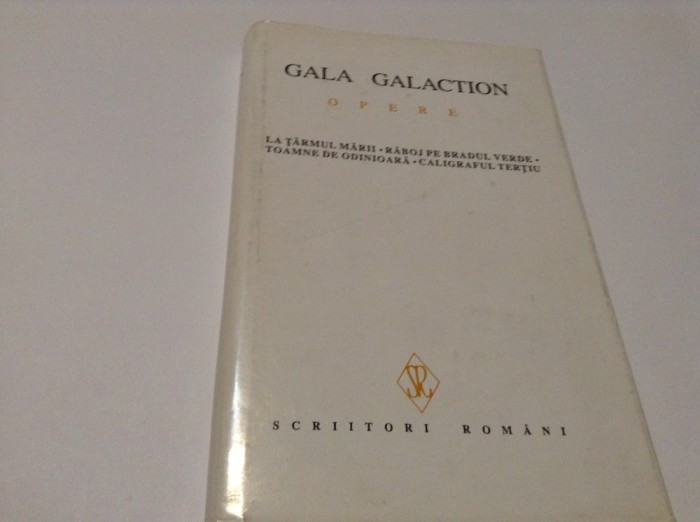 GALA GALACTION
OPERE
LA ȚĂRMUL MĂRII • RĂBOJ PE BRADUL VERDE •
TOAMNE DE ODINIOARĂ • CALIGRAFUL TERȚIU
SR
SCRIITORI ROMÂNI